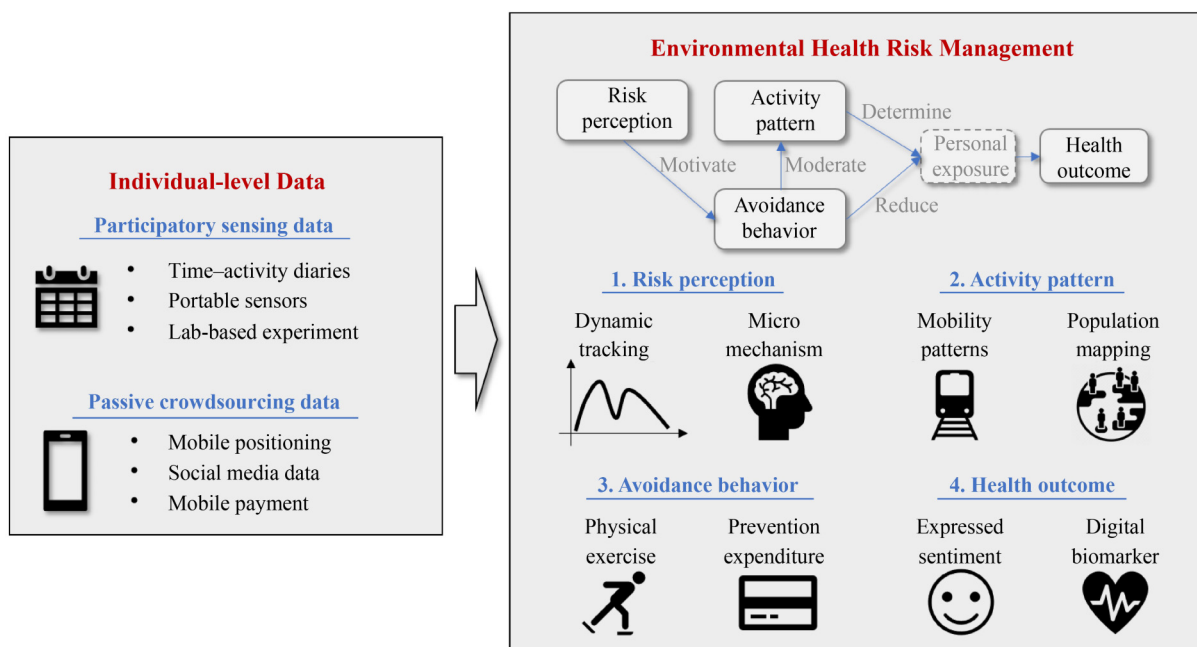 Individual-level Data
Participatory sensing data
• Time–activity diaries
• Portable sensors
• Lab-based experiment
Passive crowdsourcing data
• Mobile positioning
• Social media data
• Mobile payment
Environmental Health Risk Management
Risk
perception
Activity
pattern
Determine
Personal
exposure
Health
outcome
Motivate
Moderate
Avoidance
behavior
Reduce
1. Risk perception
Dynamic
tracking
Micro
mechanism
2. Activity pattern
Mobility
patterns
Population
mapping
3. Avoidance behavior
Physical
exercise
Prevention
expenditure
4. Health outcome
Expressed
sentiment
Digital
biomarker